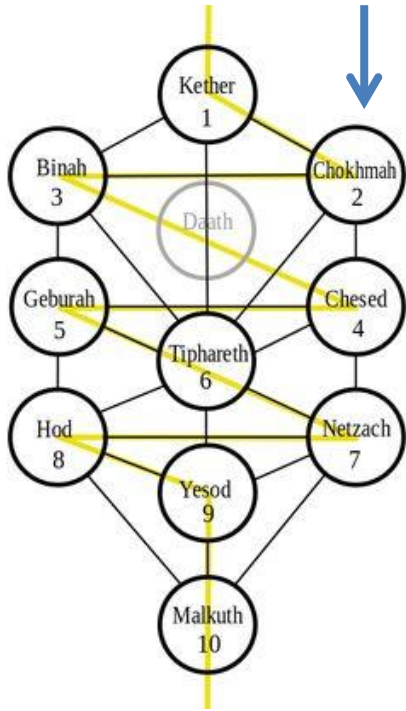 Kether
1
Chokhmah
2
Binah
3
Daath
Chesed
4
Geburah
5
Tiphareth
6
Netzach
7
Hod
8
Yesod
9
Malkuth
10